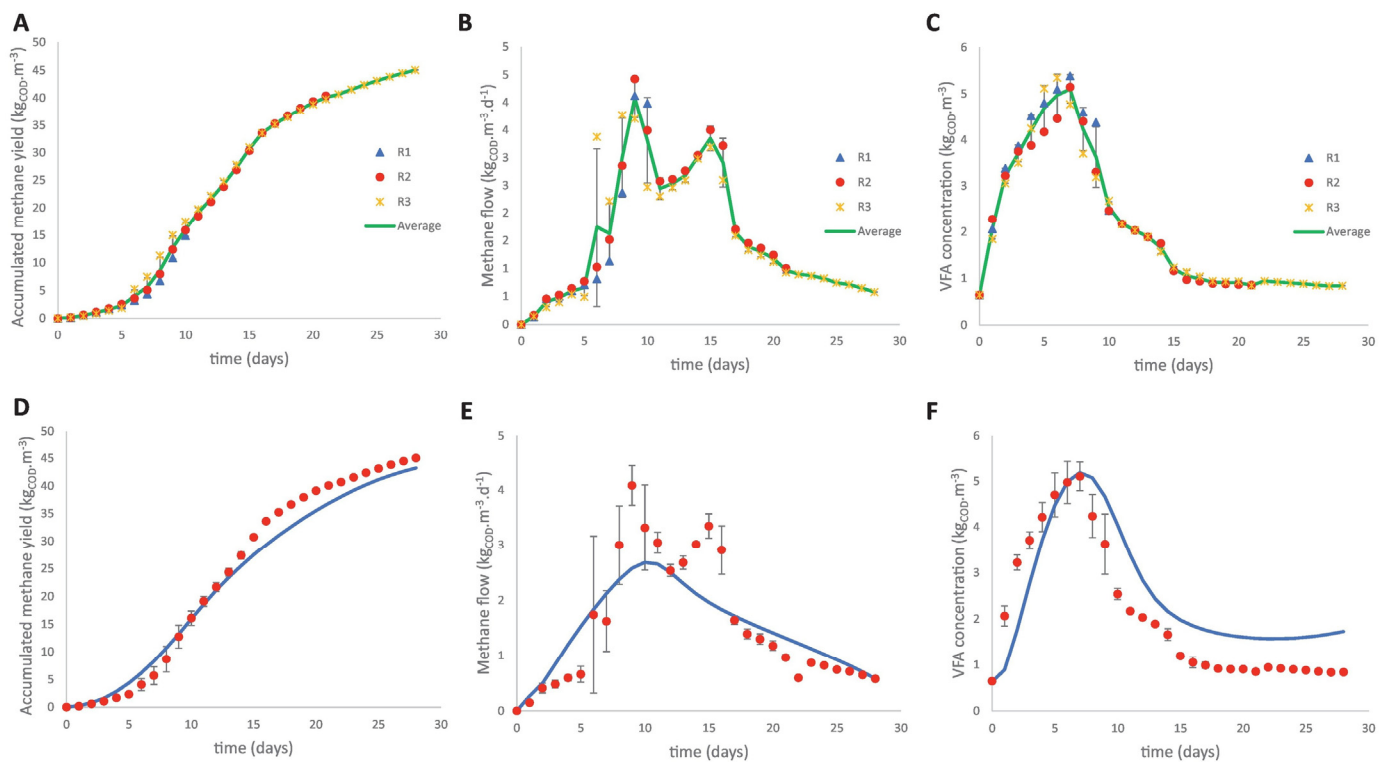 A
Accumulated methane yield (kgCOD.m-3)
50
45
40
35
30
25
20
15
10
5
0
0 5 10 15 20 25 30
time (days)
R1
R2
R3
Average
B
Methane flow (kgCOD.m-3.d-1)
5
5
4
4
3
3
2
2
1
1
0
0 5 10 15 20 25 30
time (days)
R1
R2
R3
Average
C
VFA concentration (kgCOD.m-3)
6
5
4
3
2
1
0
0 5 10 15 20 25 30
time (days)
R1
R2
R3
Average
D
Accumulated methane yield (kgCOD.m-3)
50
45
40
35
30
25
20
15
10
5
0
0 5 10 15 20 25 30
time (days)
E
Methane flow (kgCOD.m-3.d-1)
5
4
3
2
1
0
0 5 10 15 20 25 30
time (days)
F
VFA concentration (kgCOD.m-3)
6
5
4
3
2
1
0
0 5 10 15 20 25 30
time (days)